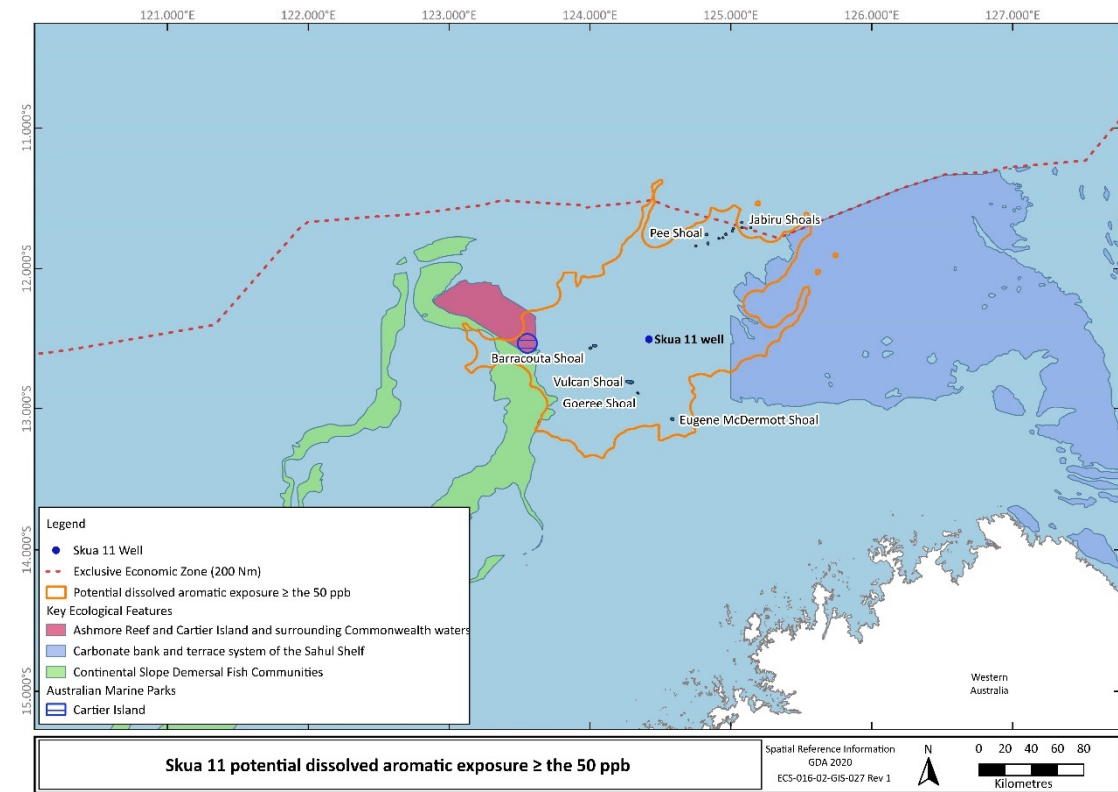 121.000°E 122.000°E 123.000°E 124.000°E 125.000°E 126.000°E 127.000°E
11.000°S
12.000°S
13.000°S
14.000°S
15.000°S
Jabiru Shoals
Pee Shoal
Skua 11 well
Barracouta Shoal
Vulcan Shoal
Goeree Shoal
Eugene McDermott Shoal
Western
Australia
Legend
Skua 11 Well
Exclusive Economic Zone (200 Nm)
Potential dissolved aromatic exposure ≥ the 50 ppb
Key Ecological Features
Ashmore Reef and Cartier Island and surrounding Commonwealth waters
Carbonate bank and terrace system of the Sahul Shelf
Continental Slope Demersal Fish Communities
Australian Marine Parks
Cartier Island
Skua 11 potential dissolved aromatic exposure ≥ the 50 ppb
Spatial Reference Information
GDA 2020
ECS-016-02-GIS-027 Rev 1
N
0 20 40 60 80
Kilometres